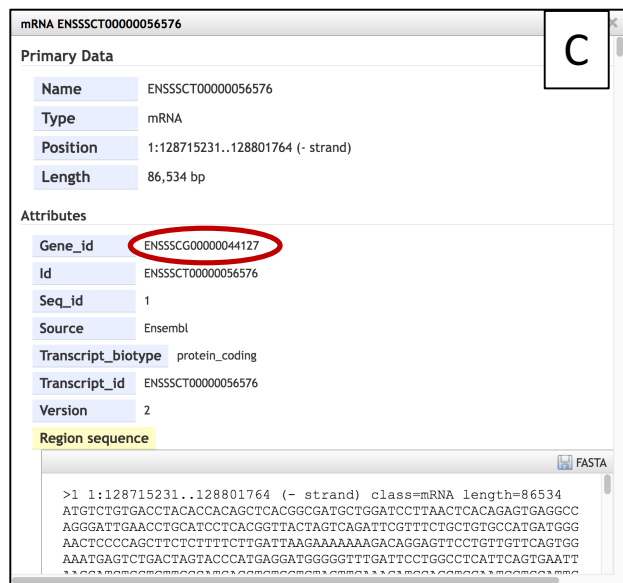 mRNA ENSSSCT00000056576
C
Primary Data
Name ENSSSCT00000056576
Type mRNA
Position 1:128715231..128801764 (- strand)
Length 86,534 bp
Attributes
Gene_id ENSSSCG00000044127
Id ENSSSCT00000056576
Seq_id 1
Source Ensembl
Transcript_biotype protein_coding
Transcript_id ENSSSCT00000056576
Version 2
Region sequence
FASTA
>1 1:128715231..128801764 (- strand) class=mRNA length=86534
ATGTCTGTGACCTACACCACAGCTCACGGCGATGCTGGATCCTTAACTCACAGAGTGAGGCC
AGGGATTGAACCTGCATCCTCACGGTTACTAGTCAGATTCGTTTCTGCTGTGCCATGATGGG
AACTCCCCAGCTTCTCTTTTCTTGATTAAGAAAAAAAGACAGGAGTTCCTGTTGTTCAGTGG
AAATGAGTCTGACTAGTACCCATGAGGATGGGGGTTTGATTCCTGGCCTCATTCAGTGAATT